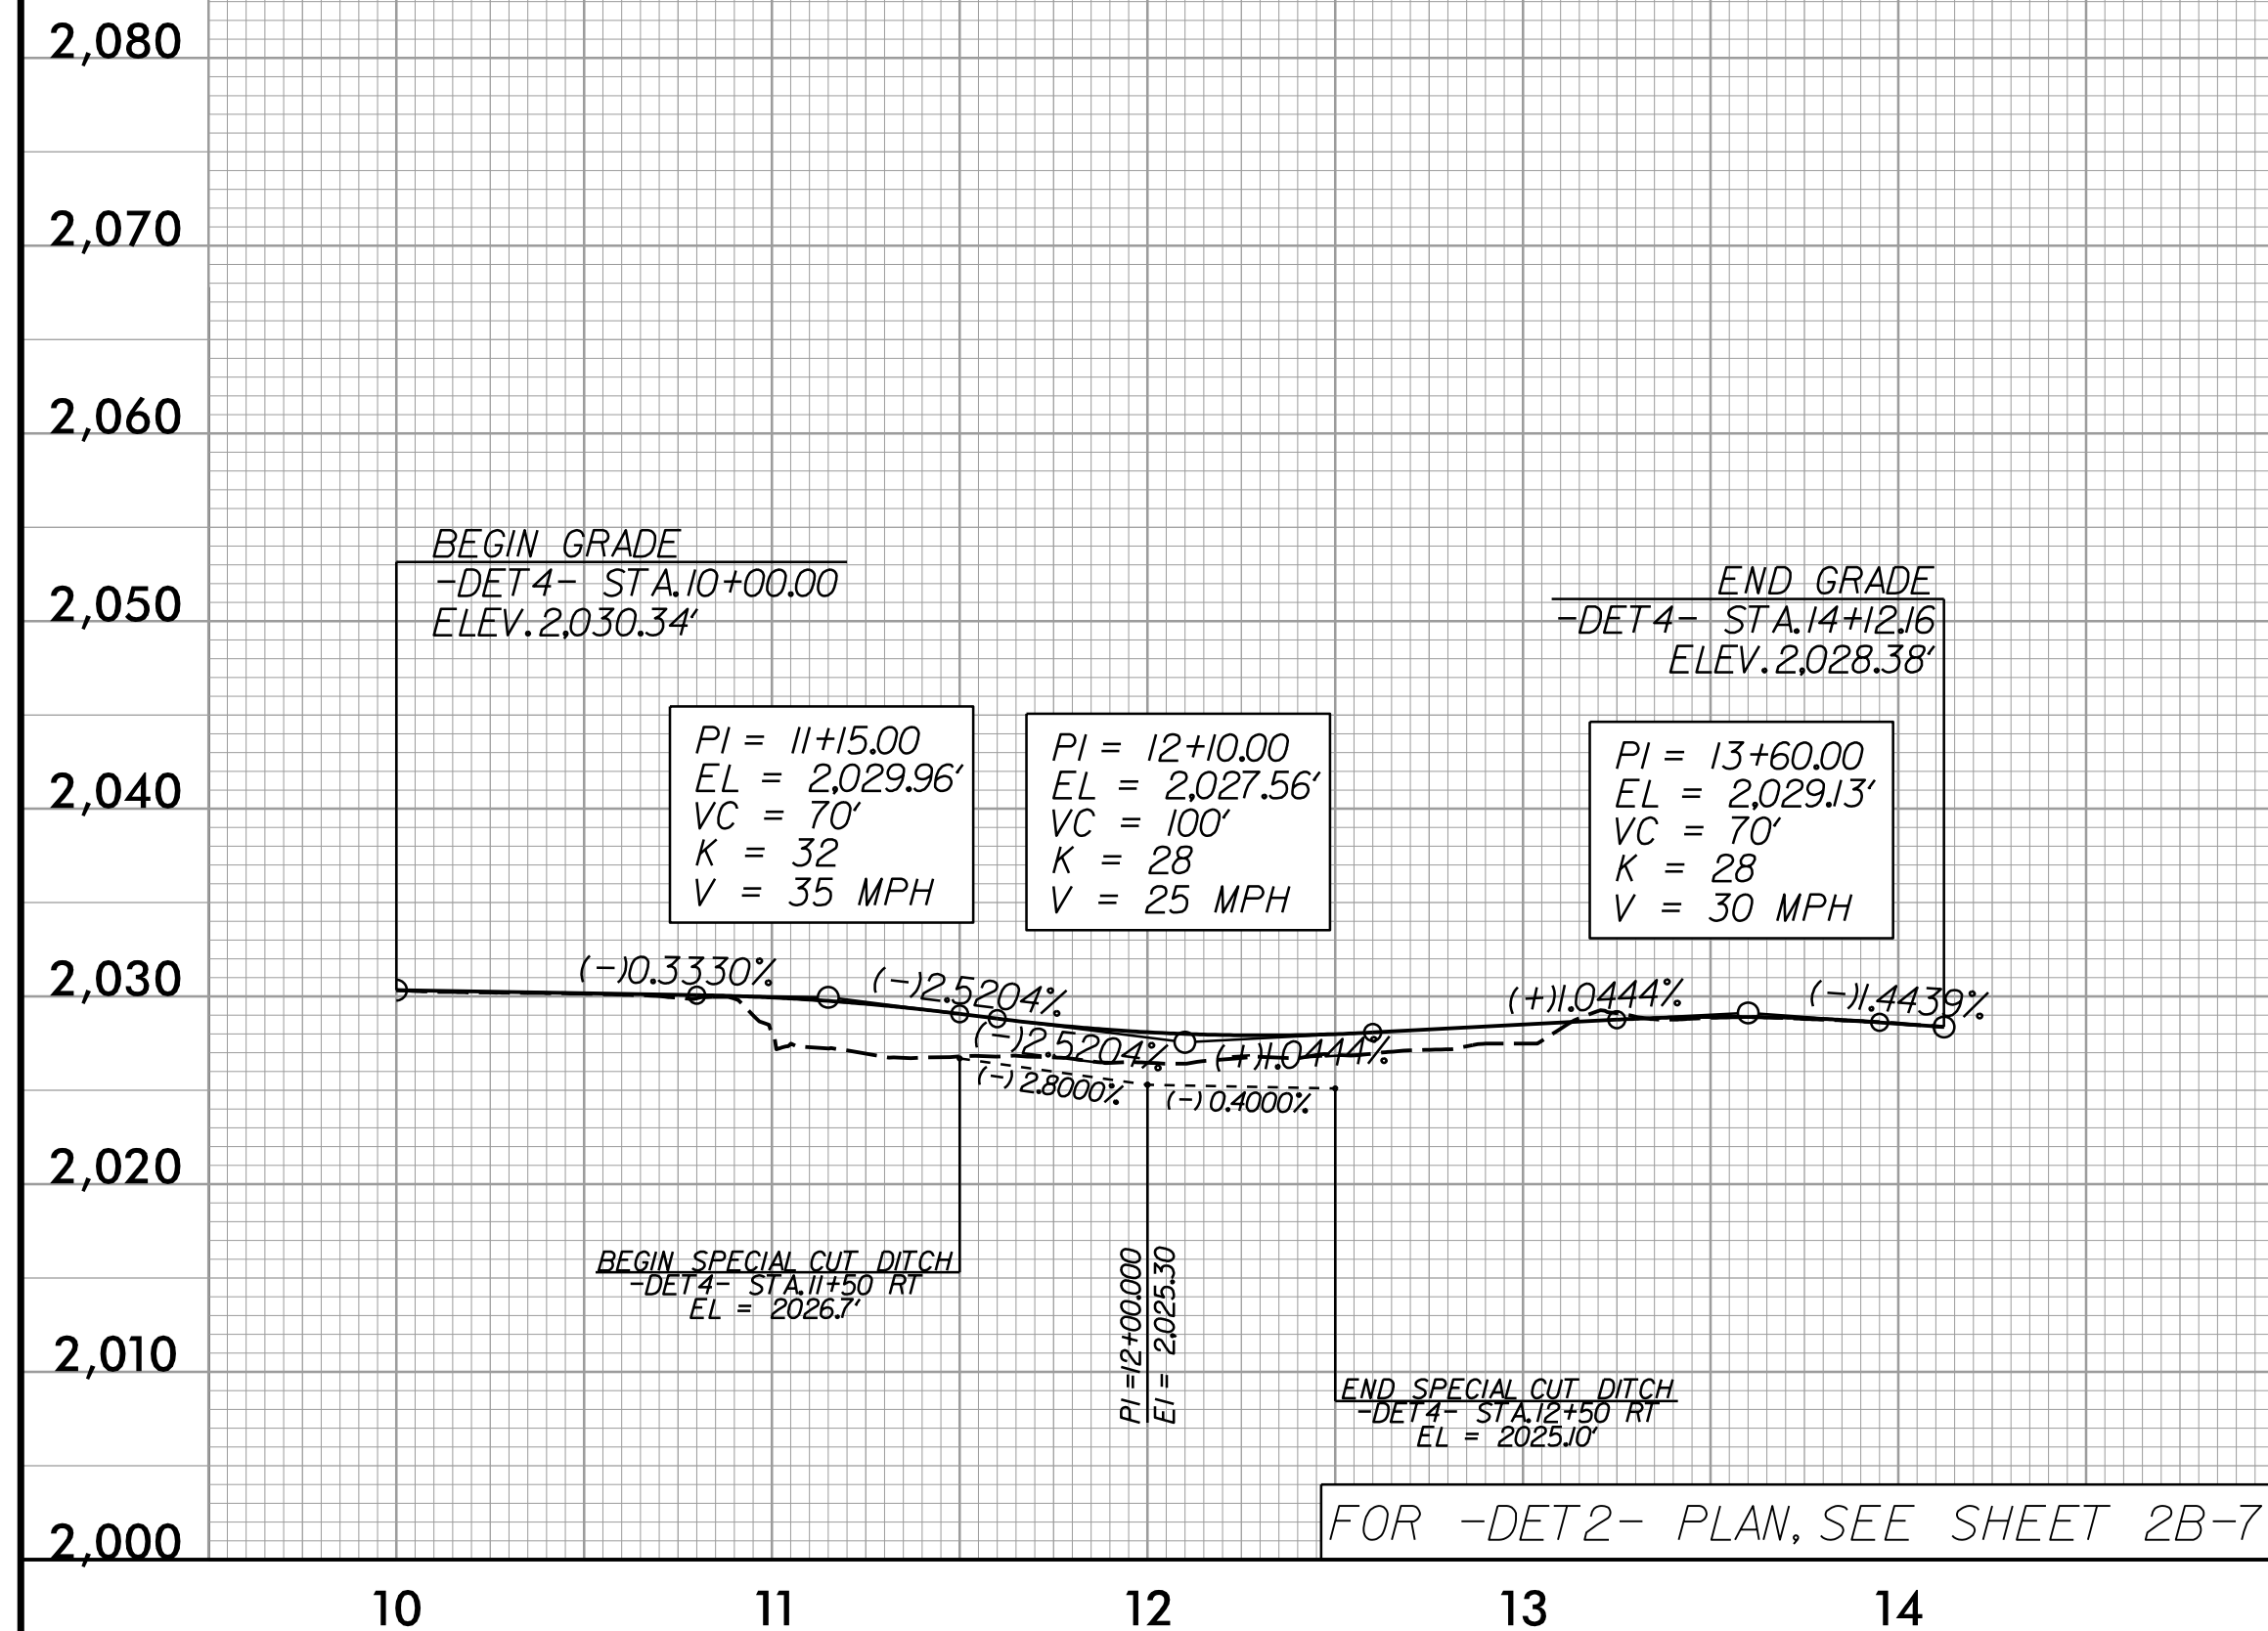 2,080
2,070
2,060
2,050
2,040
2,030
2,020
2,010
2,000
BEGIN GRADE
-DET4- STA.10+00.00
ELEV.2,030.34'
END GRADE
-DET4- STA.14+12.16
ELEV.2,028.38'
PI = 11+15.00
EL = 2,029.96'
VC = 70'
K = 32
V = 35 MPH
PI = 12+10.00
EL = 2,027.56'
VC = 100'
K = 28
V = 25 MPH
PI = 13+60.00
EL = 2,029.13'
VC = 70'
K = 28
V = 30 MPH
(-)0.3330%
(-)2.5204%
(+)1.0444%
(-)1.4439%
(-)2.5204%
(+)1.0444%
(-)2.8000%
(-)0.4000%
BEGIN SPECIAL CUT DITCH
-DET4- STA.11+50 RT
EL = 2026.7'
PI =12+00.000
El = 2,025.30
END SPECIAL CUT DITCH
-DET4- STA.12+50 RT
EL = 2025.10'
FOR -DET2- PLAN, SEE SHEET 2B-7
10 11 12 13 14